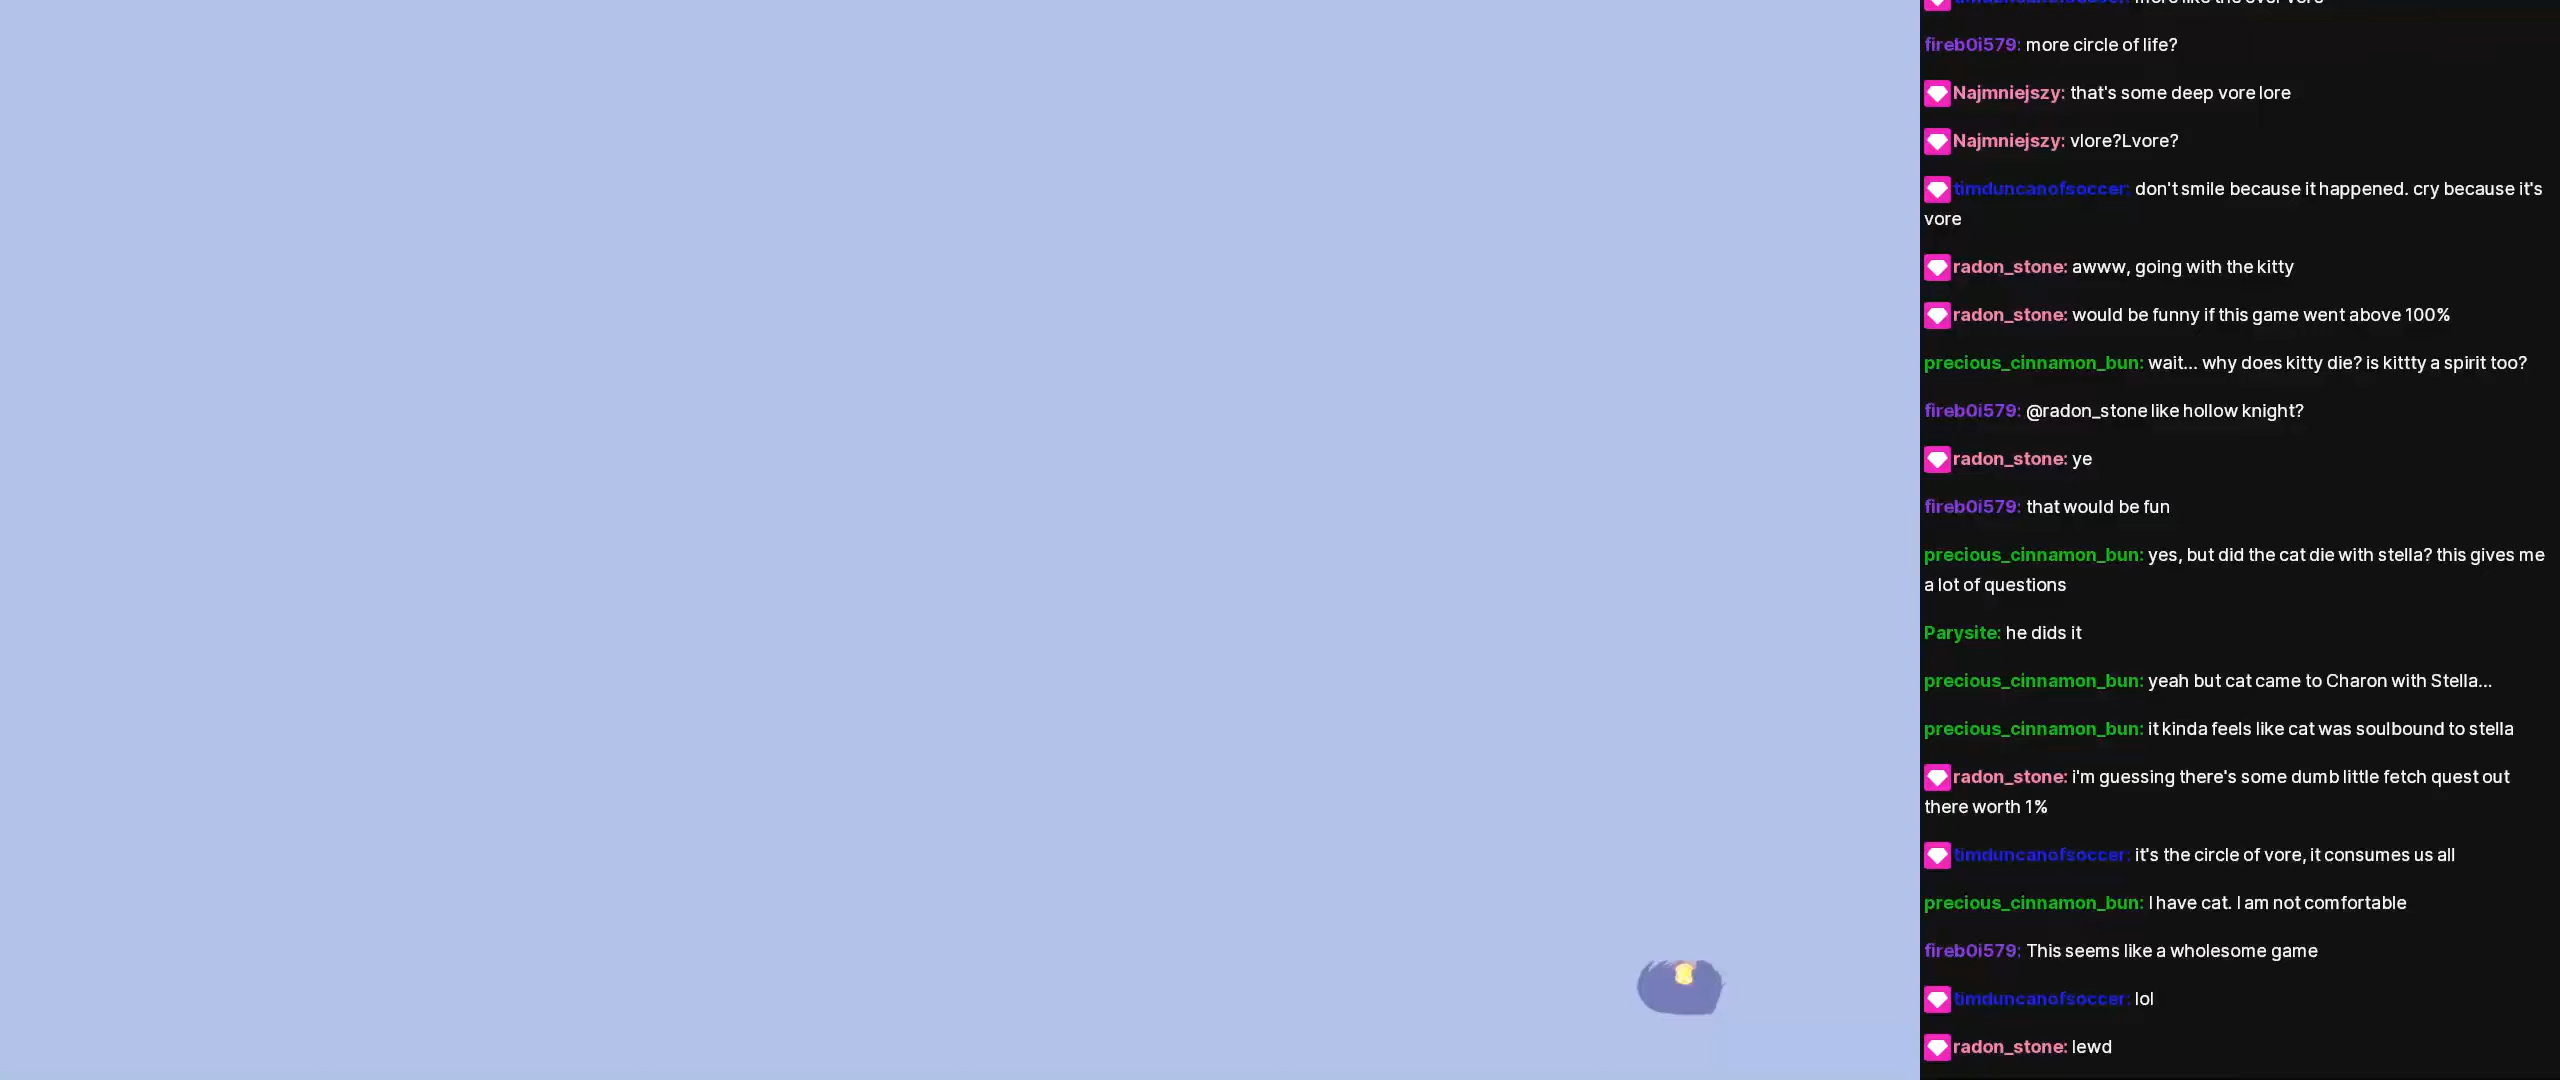 timduncanofsoccer: more like the over vore
fireb0i579: more circle of life?
Najmniejszy: that's some deep vore lore
Najmniejszy: vlore?Lvore?
timduncanofsoccer: don't smile because it happened. cry because it's
vore
radon_stone: awww, going with the kitty
radon_stone: would be funny if this game went above 100%
precious_cinnamon_bun: wait... why does kitty die? is kittty a spirit too?
fireb0i579: @radon_stone like hollow knight?
radon_stone: ye
fireb0i579: that would be fun
precious_cinnamon_bun: yes, but did the cat die with stella? this gives me
a lot of questions
Parysite: he dids it
precious_cinnamon_bun: yeah but cat came to Charon with Stella...
precious_cinnamon_bun: it kinda feels like cat was soulbound to stella
radon_stone: i'm guessing there's some dumb little fetch quest out
there worth 1%
timduncanofsoccer: it's the circle of vore, it consumes us all
precious_cinnamon_bun: I have cat. I am not comfortable
fireb0i579: This seems like a wholesome game
timduncanofsoccer: lol
radon_stone: lewd